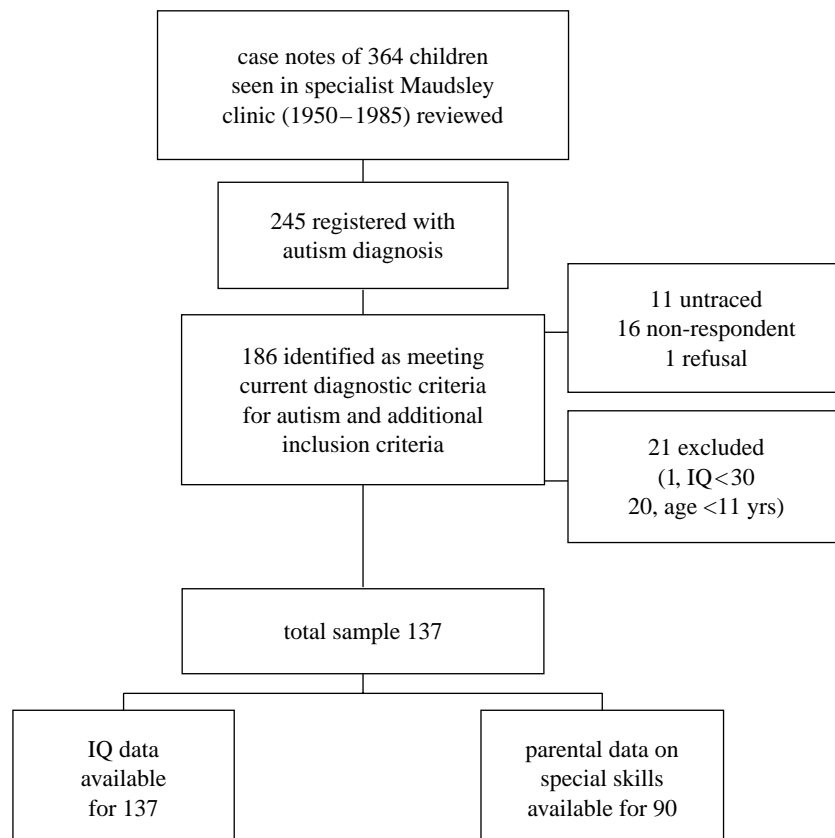 case notes of 364 children
seen in specialist Maudsley
clinic (1950–1985) reviewed
245 registered with
autism diagnosis
11 untraced
16 non-respondent
1 refusal
186 identified as meeting
current diagnostic criteria
for autism and additional
inclusion criteria
21 excluded
(1, IQ<30
20, age <11 yrs)
total sample 137
IQ data
available
for 137
parental data on
special skills
available for 90